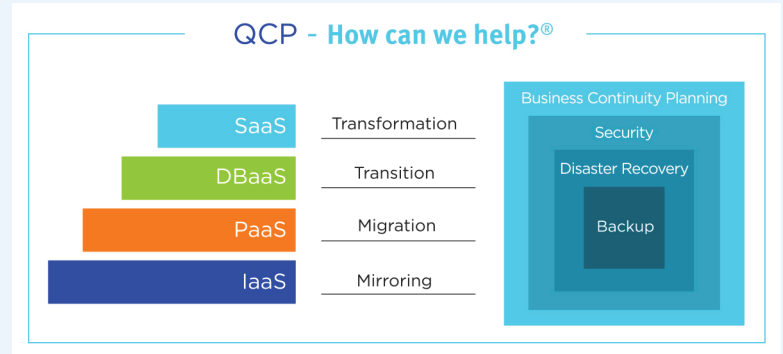 QCP - How can we help?®
SaaS
Transformation
DBaaS
Transition
PaaS
Migration
IaaS
Mirroring
Business Continuity Planning
Security
Disaster Recovery
Backup